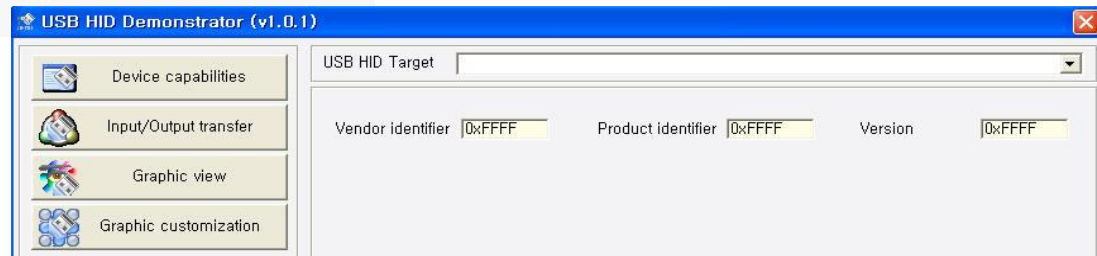 USB HID Demonstrator (v1.0.1)
Device capabilities
Input/Output transfer
Graphic view
Graphic customization
USB HID Target
Vendor identifier 0xFFFF Product identifier 0xFFFF Version 0xFFFF